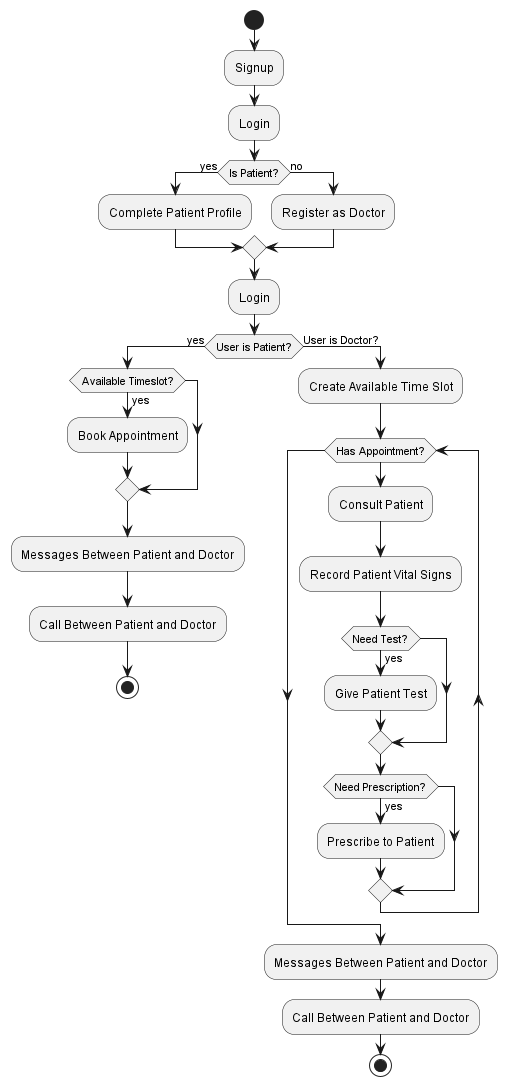 Signup
Login
yes
Is Patient?
no
Complete Patient Profile
Register as Doctor
Login
yes
User is Patient?
User is Doctor?
Available Timeslot?
yes
Book Appointment
Messages Between Patient and Doctor
Call Between Patient and Doctor
Create Available Time Slot
Has Appointment?
Consult Patient
Record Patient Vital Signs
Need Test?
yes
Give Patient Test
Need Prescription?
yes
Prescribe to Patient
Messages Between Patient and Doctor
Call Between Patient and Doctor